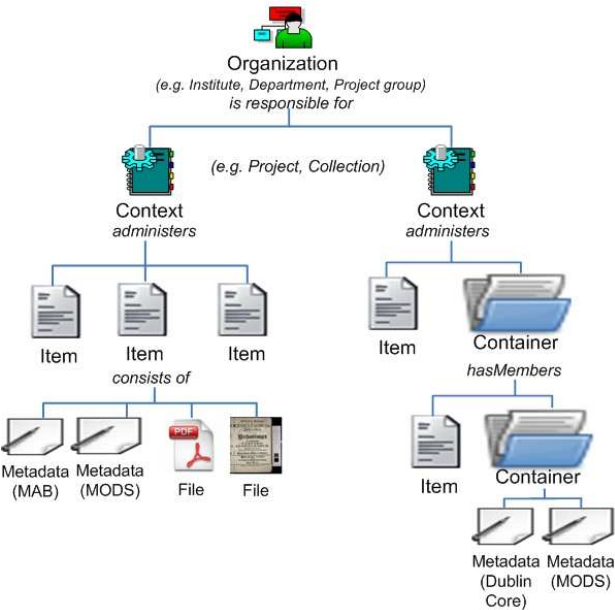 Organization
(e.g. Institute, Department, Project group)
is responsible for
(e.g. Project, Collection)
Context
administers
Context
administers
Item
Item
Item
Item
Container
consists of
hasMembers
PDF
Metadata
(MAB)
Metadata
(MODS)
File
File
Item
Container
Metadata
(Dublin
Core)
Metadata
(MODS)